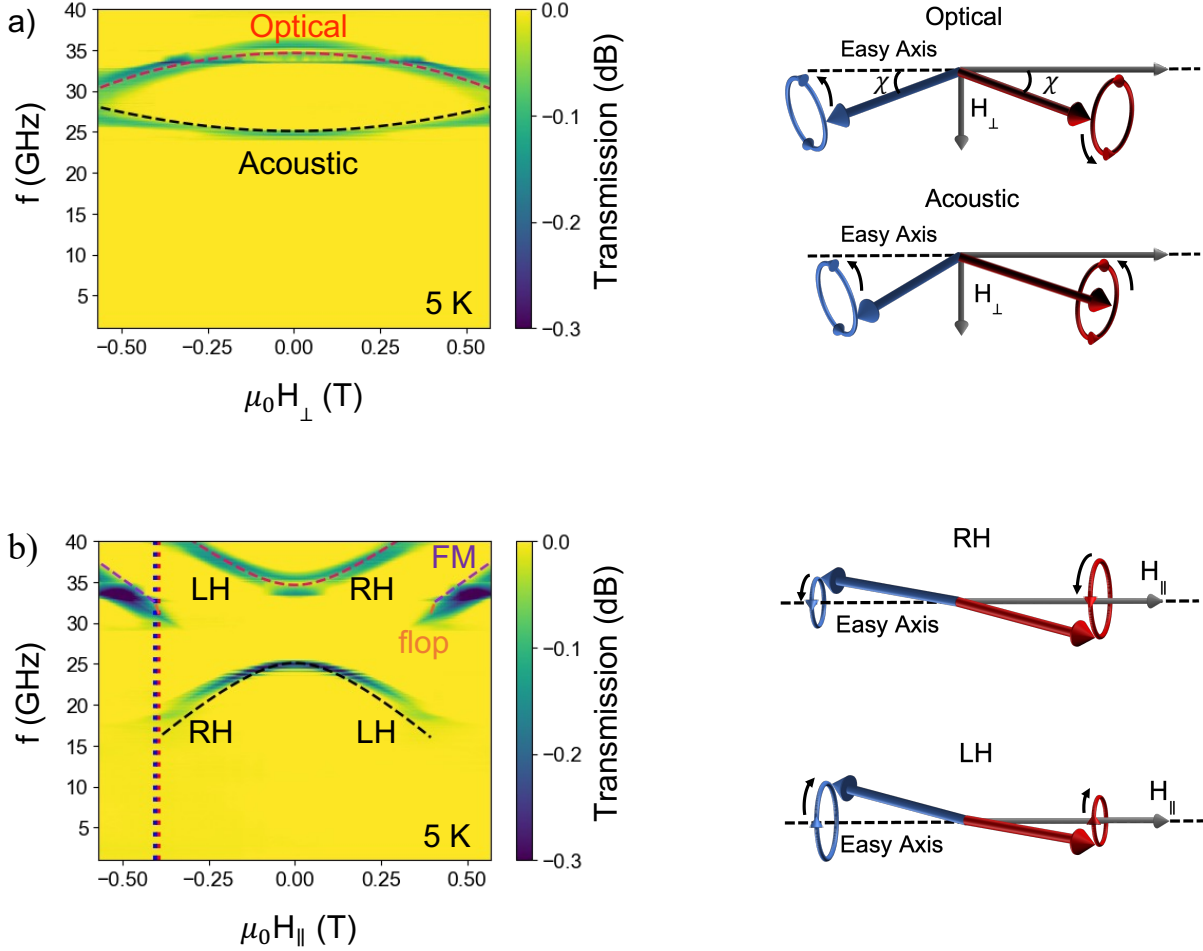 a)
40
35
30
25
20
15
10
5
f (GHz)
Optical
Acoustic
5 K
−0.50
−0.25
0.00
0.25
0.50
μ₀H⊥ (T)
0.0
−0.1
−0.2
−0.3
Transmission (dB)
Optical
Easy Axis
χ
χ
H⊥
Acoustic
Easy Axis
H⊥
b)
40
35
30
25
20
15
10
5
f (GHz)
FM
LH
RH
flop
RH
LH
5 K
−0.50
−0.25
0.00
0.25
0.50
μ₀H∥ (T)
0.0
−0.1
−0.2
−0.3
Transmission (dB)
RH
H∥
Easy Axis
LH
H∥
Easy Axis